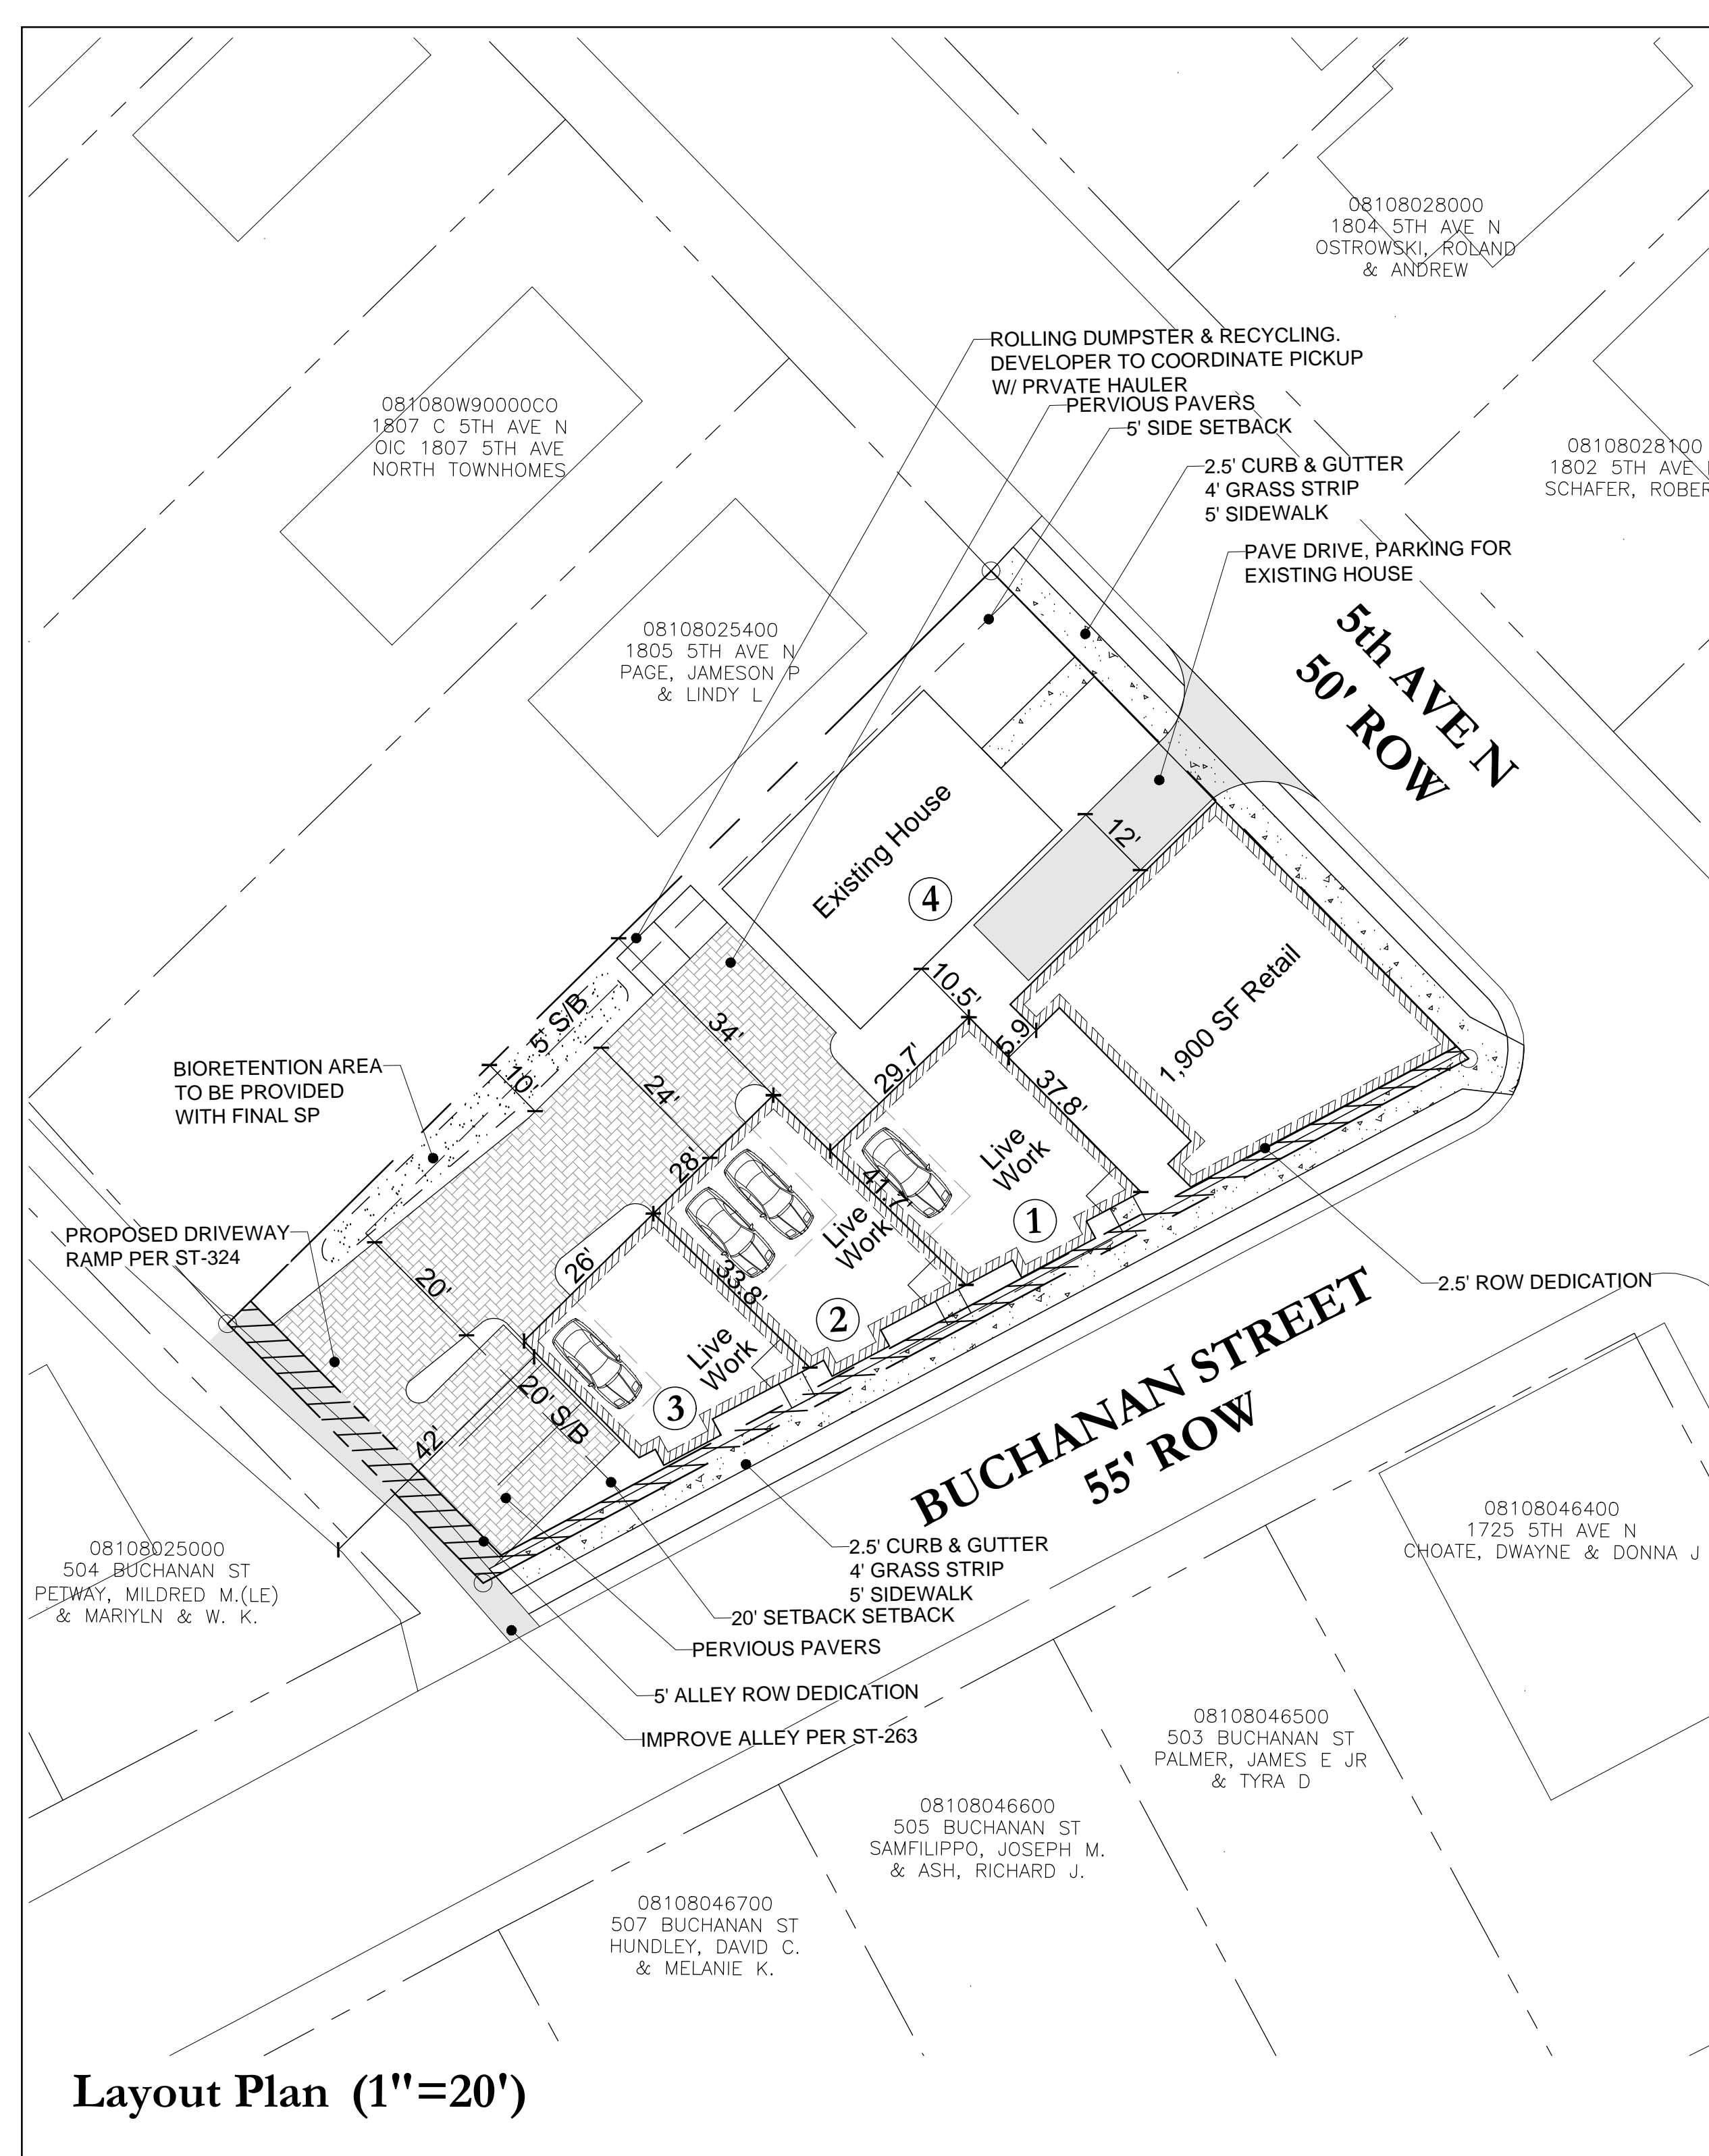 08108028000
1804 5TH AVE N
OSTROWSKI, ROLAND
& ANDREW
ROLLING DUMPSTER & RECYCLING.
DEVELOPER TO COORDINATE PICKUP
W/ PRVATE HAULER
PERVIOUS PAVERS
5' SIDE SETBACK
081080W90000CO
1807 C 5TH AVE N
OIC 1807 5TH AVE
NORTH TOWNHOMES
08108028100
1802 5TH AVE
SCHAFER, ROBER
2.5' CURB & GUTTER
4' GRASS STRIP
5' SIDEWALK
PAVE DRIVE, PARKING FOR
EXISTING HOUSE
08108025400
1805 5TH AVE N
PAGE, JAMESON P
& LINDY L
5th AVE N
50' ROW
Existing House
4
12'
10.5'
5.9'
1,900 SF Retail
34'
5' S/B
10'
24'
29.7'
37.8'
BIORETENTION AREA
TO BE PROVIDED
WITH FINAL SP
28'
41.7'
Live
Work
1
Live
Work
2
PROPOSED DRIVEWAY
RAMP PER ST-324
20'
26'
33.8'
Live
Work
3
20' S/B
42'
2.5' ROW DEDICATION
BUCHANAN STREET
55' ROW
08108025000
504 BUCHANAN ST
PETWAY, MILDRED M.(LE)
& MARIYLN & W. K.
2.5' CURB & GUTTER
4' GRASS STRIP
5' SIDEWALK
20' SETBACK SETBACK
PERVIOUS PAVERS
5' ALLEY ROW DEDICATION
IMPROVE ALLEY PER ST-263
08108046400
1725 5TH AVE N
CHOATE, DWAYNE & DONNA J
08108046500
503 BUCHANAN ST
PALMER, JAMES E JR
& TYRA D
08108046600
505 BUCHANAN ST
SAMFILIPPO, JOSEPH M.
& ASH, RICHARD J.
08108046700
507 BUCHANAN ST
HUNDLEY, DAVID C.
& MELANIE K.
Layout Plan (1"=20')